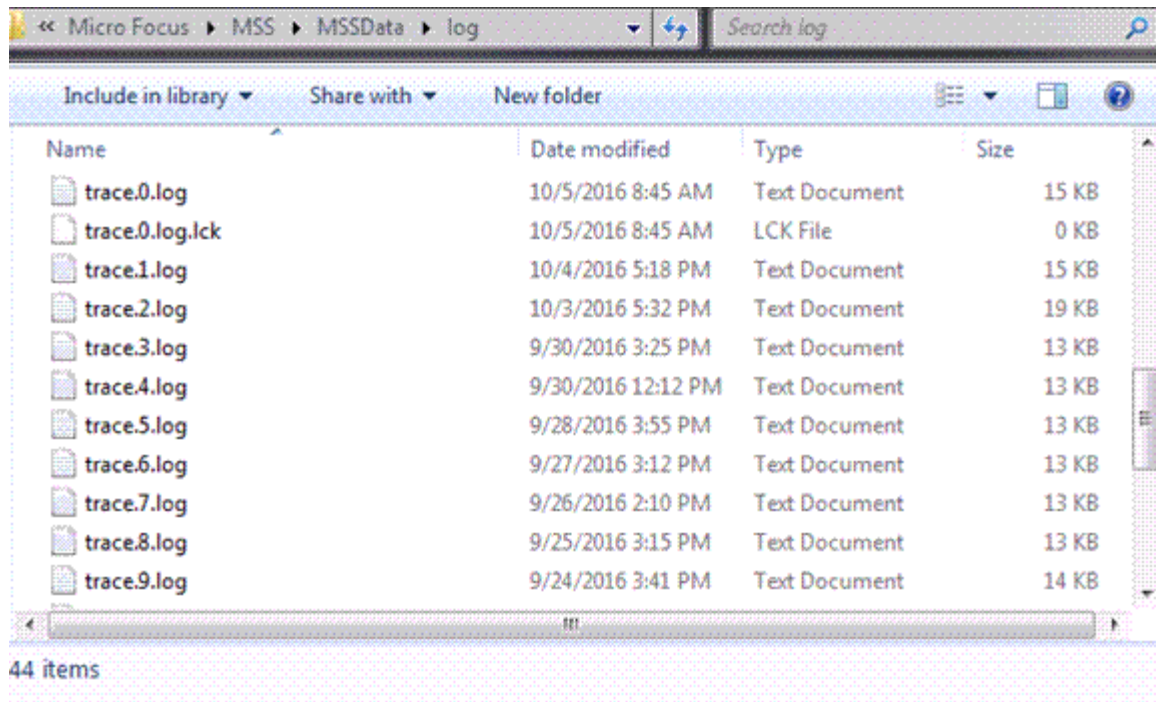 « Micro Focus MSS MSSData log Search log
Include in library Share with New folder
Name Date modified Type Size
trace.0.log 10/5/2016 8:45 AM Text Document 15 KB
trace.0.log.lck 10/5/2016 8:45 AM LCK File 0 KB
trace.1.log 10/4/2016 5:18 PM Text Document 15 KB
trace.2.log 10/3/2016 5:32 PM Text Document 19 KB
trace.3.log 9/30/2016 3:25 PM Text Document 13 KB
trace.4.log 9/30/2016 12:12 PM Text Document 13 KB
trace.5.log 9/28/2016 3:55 PM Text Document 13 KB
trace.6.log 9/27/2016 3:12 PM Text Document 13 KB
trace.7.log 9/26/2016 2:10 PM Text Document 13 KB
trace.8.log 9/25/2016 3:15 PM Text Document 13 KB
trace.9.log 9/24/2016 3:41 PM Text Document 14 KB
44 items